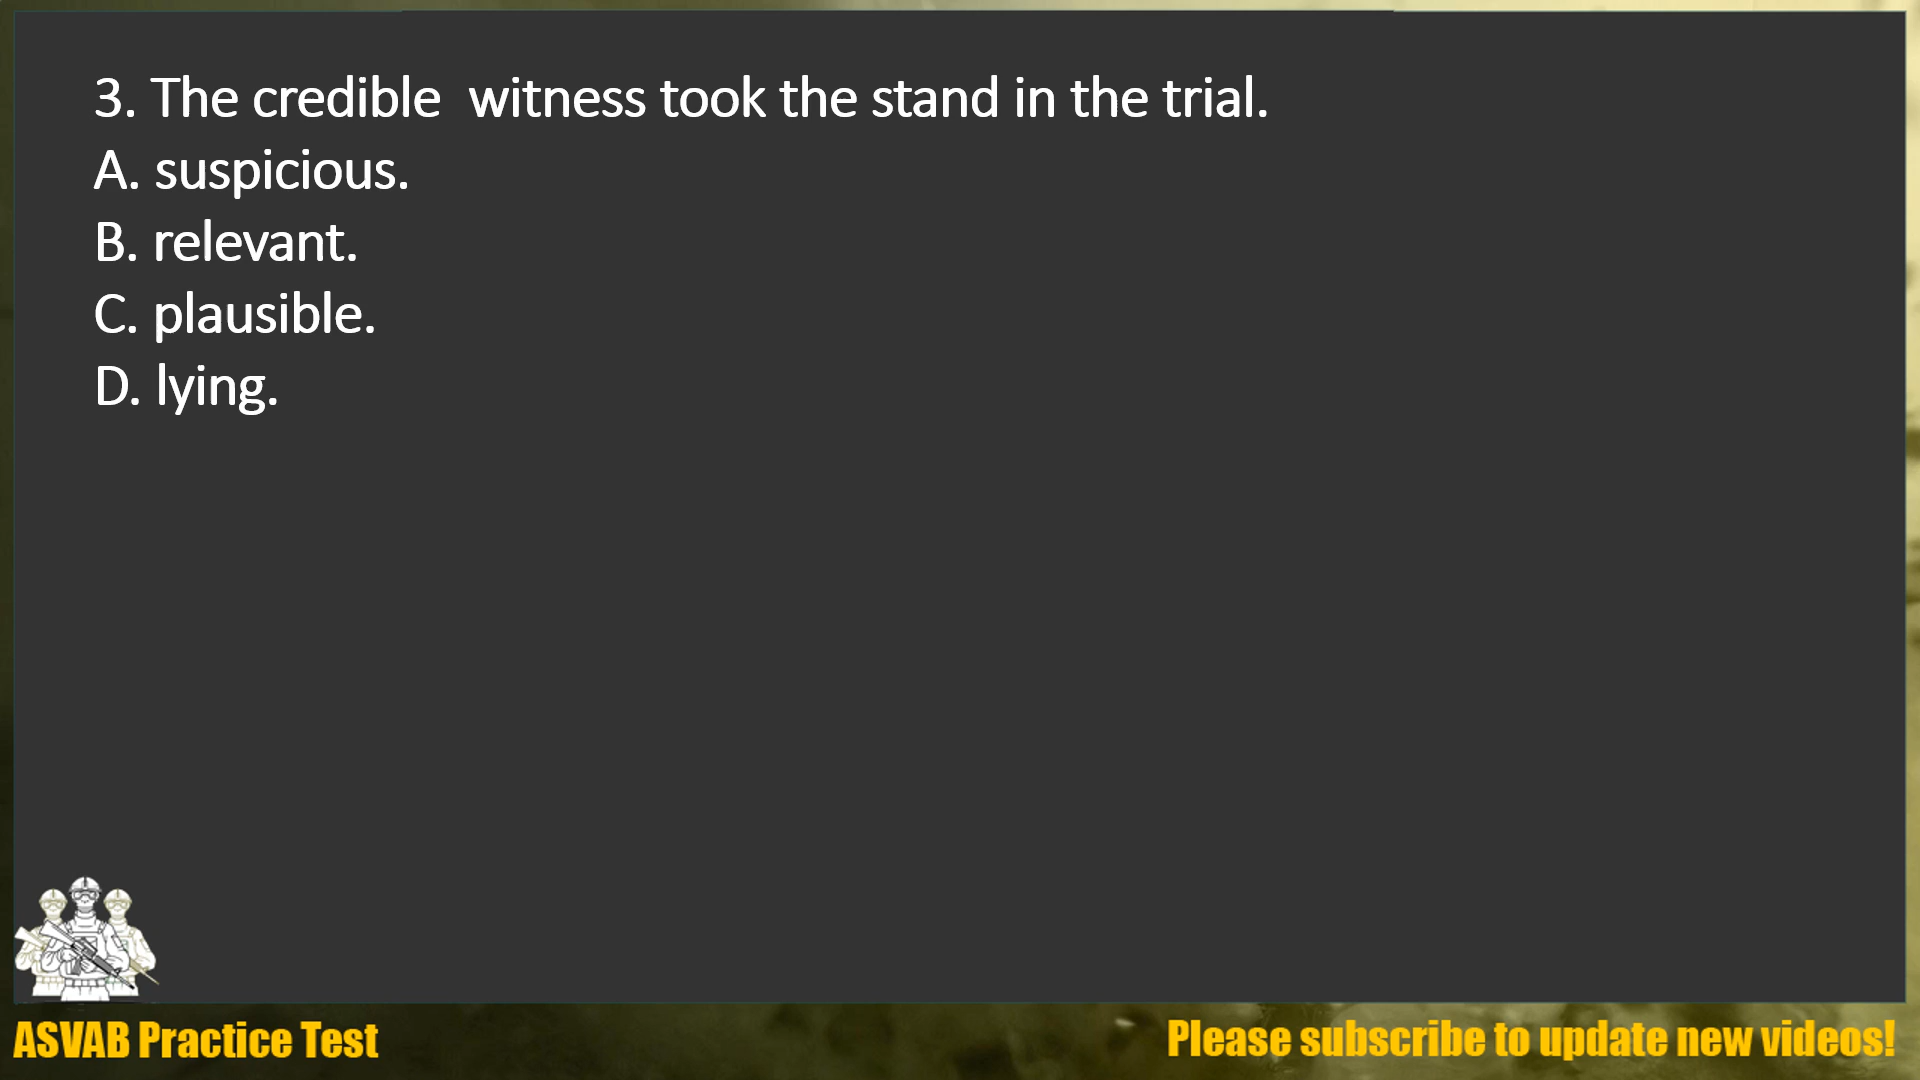 3. The credible  witness took the stand in the trial.
A. suspicious.
B. relevant.
C. plausible.
D. lying.
ASVAB Practice Test
Please subscribe to update new videos!